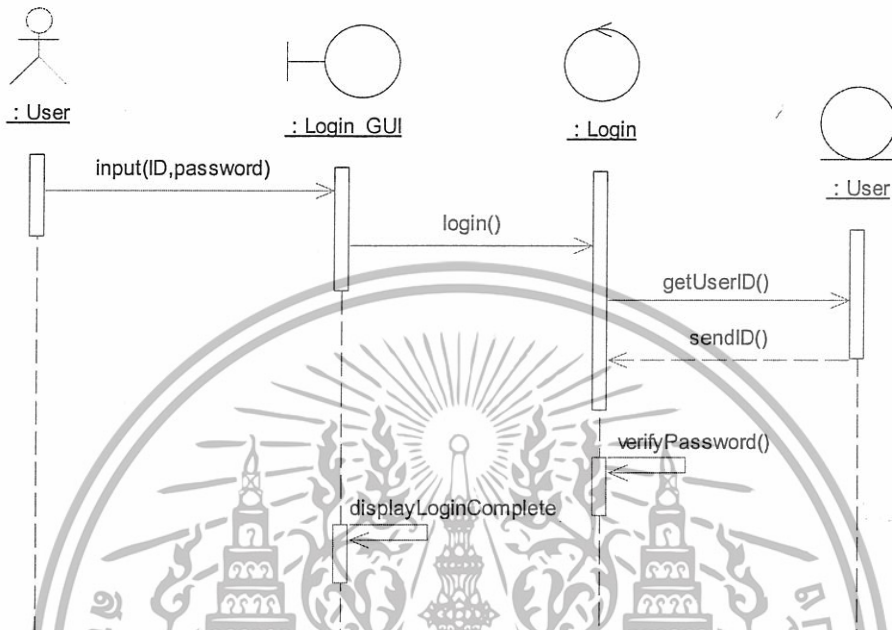 : User
: Login_GUI
: Login
: User
input(ID,password)
login()
getUserID()
sendID()
verifyPassword()
displayLoginComplete